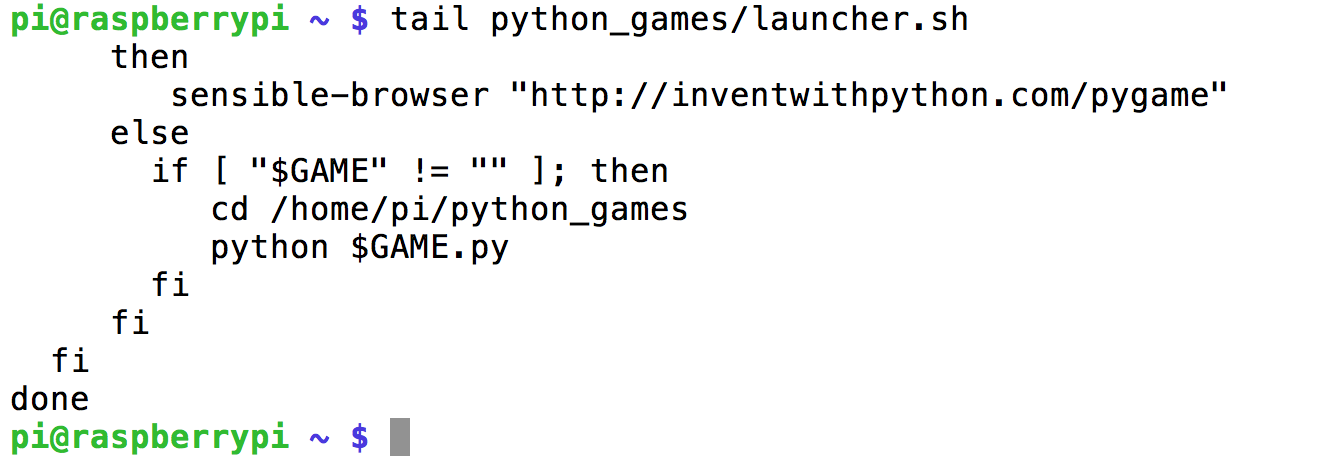 pi@raspberrypi ~ $ tail python_games/launcher.sh
     then
        sensible-browser "http://inventwithpython.com/pygame"
     else
       if [ "$GAME" != "" ]; then
          cd /home/pi/python_games
          python $GAME.py
       fi
     fi
  fi
done
pi@raspberrypi ~ $